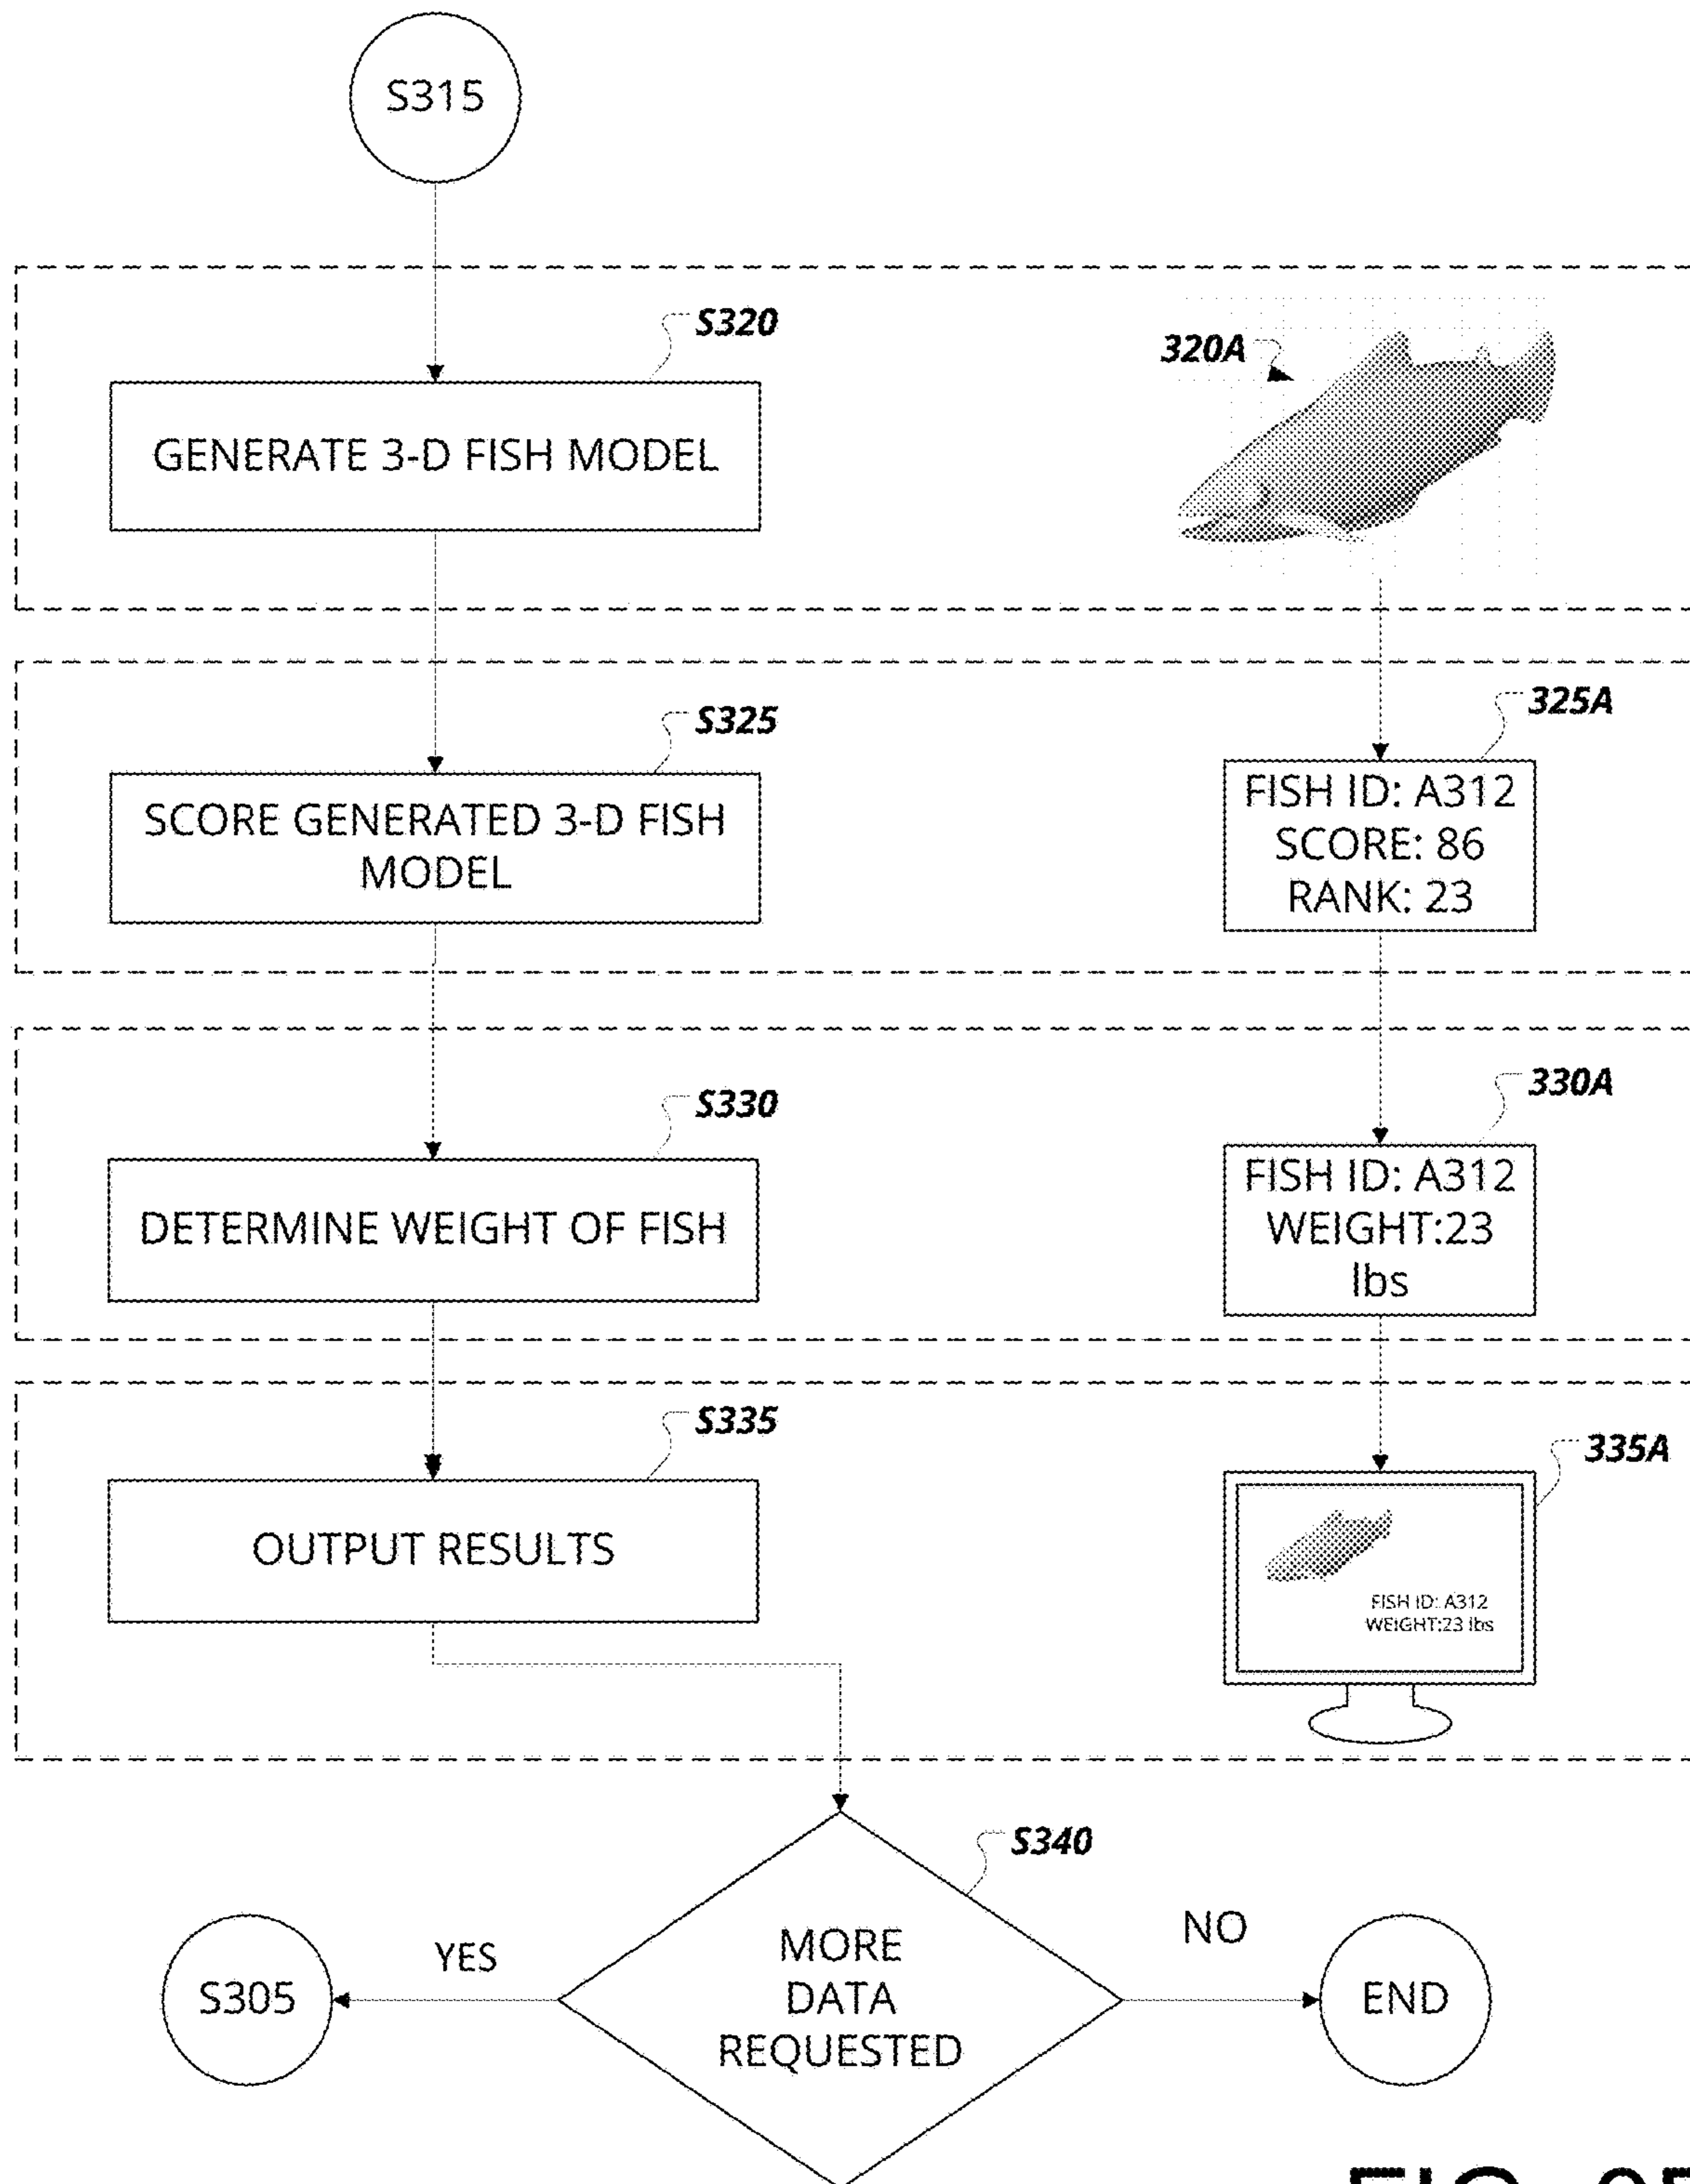 S315
S320
320A
GENERATE 3-D FISH MODEL
S325
325A
SCORE GENERATED 3-D FISH
MODEL
FISH ID: A312
SCORE: 86
RANK: 23
S330
330A
DETERMINE WEIGHT OF FISH
FISH ID: A312
WEIGHT:23
lbs
S335
335A
OUTPUT RESULTS
FISH ID: A312
WEIGHT:23 lbs
S340
YES
NO
S305
MORE
DATA
REQUESTED
END